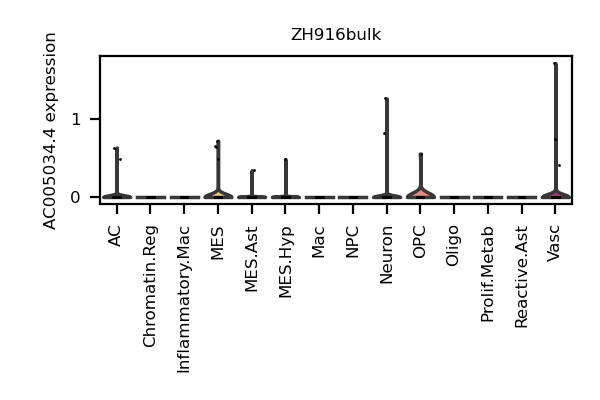 ZH916bulk
AC005034.4 expression
1
0
AC
Chromatin.Reg
Inflammatory.Mac
MES
MES.Ast
MES.Hyp
Mac
NPC
Neuron
OPC
Oligo
Prolif.Metab
Reactive.Ast
Vasc